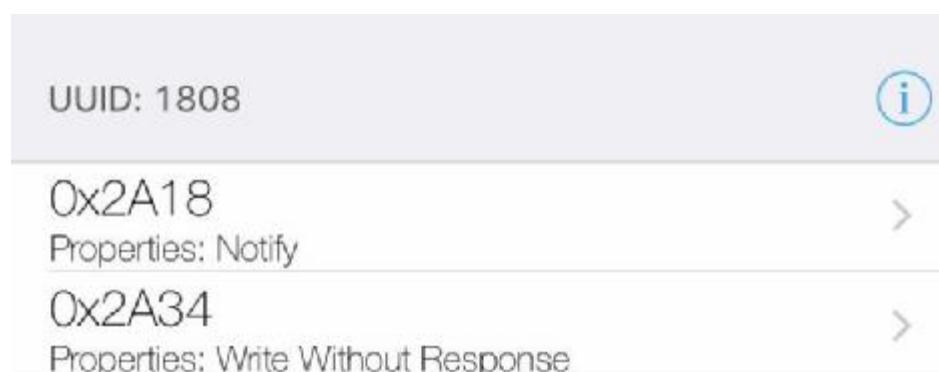 UUID: 1808
i
0x2A18
Properties: Notify
0x2A34
Properties: Write Without Response